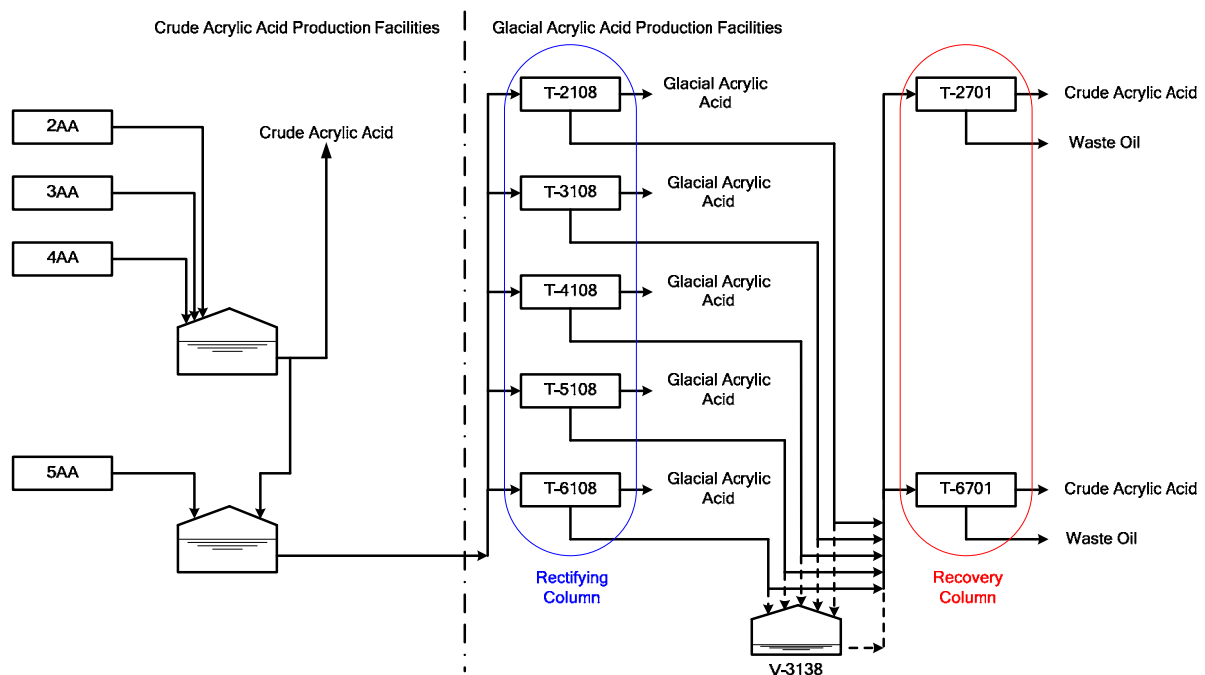 Crude Acrylic Acid Production Facilities
Glacial Acrylic Acid Production Facilities
2AA
3AA
4AA
5AA
Crude Acrylic Acid
T-2108
Glacial Acrylic
Acid
T-3108
Glacial Acrylic
Acid
T-4108
Glacial Acrylic
Acid
T-5108
Glacial Acrylic
Acid
T-6108
Glacial Acrylic
Acid
Rectifying
Column
V-3138
T-2701
Crude Acrylic Acid
Waste Oil
T-6701
Crude Acrylic Acid
Waste Oil
Recovery
Column